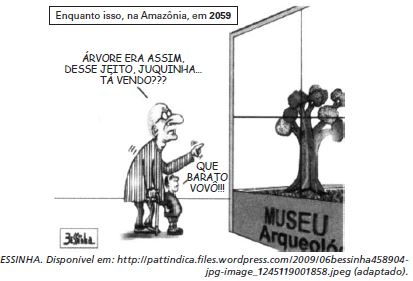 Enquanto isso, na Amazônia, em 2059
ÁRVORE ERA ASSIM,
DESSE JEITO, JUQUINHA...
TÁ VENDO???
QUE
BARATO
VOVÔ!!!
MUSEU
Arqueoló
Bessinha
ESSINHA. Disponível em: http://pattindica.files.wordpress.com/2009/06bessinha458904-
jpg-image_1245119001858.jpeg (adaptado).